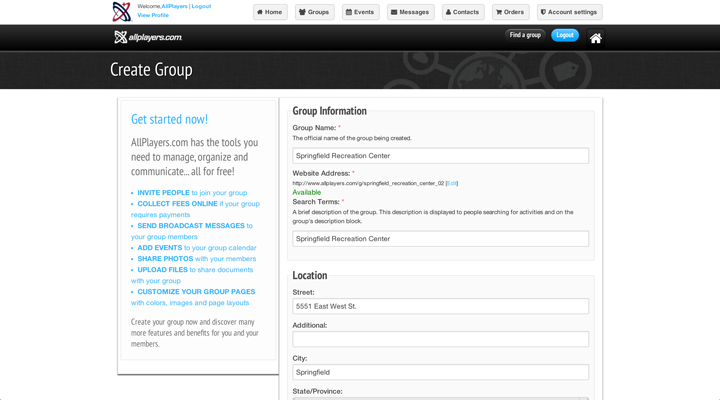 Welcome,AllPlayers | Logout
View Profile
Home
Groups
Events
Messages
Contacts
Orders
Account settings
allplayers.com
Find a group
Logout
Create Group
Get started now!
AllPlayers.com has the tools you
need to manage, organize and
communicate... all for free!
• INVITE PEOPLE to join your group
• COLLECT FEES ONLINE if your group
requires payments
• SEND BROADCAST MESSAGES to
your group members
• ADD EVENTS to your group calendar
• SHARE PHOTOS with your members
• UPLOAD FILES to share documents
with your group
• CUSTOMIZE YOUR GROUP PAGES
with colors, images and page layouts
Create your group now and discover many
more features and benefits for you and your
members.
Group Information
Group Name: *
The official name of the group being created.
Springfield Recreation Center
Website Address: *
http://www.allplayers.com/g/springfield_recreation_center_02 [Edit]
Available
Search Terms: *
A brief description of the group. This description is displayed to people searching for activities and on the
group's description block.
Springfield Recreation Center
Location
Street:
5551 East West St.
Additional:
City:
Springfield
State/Province: